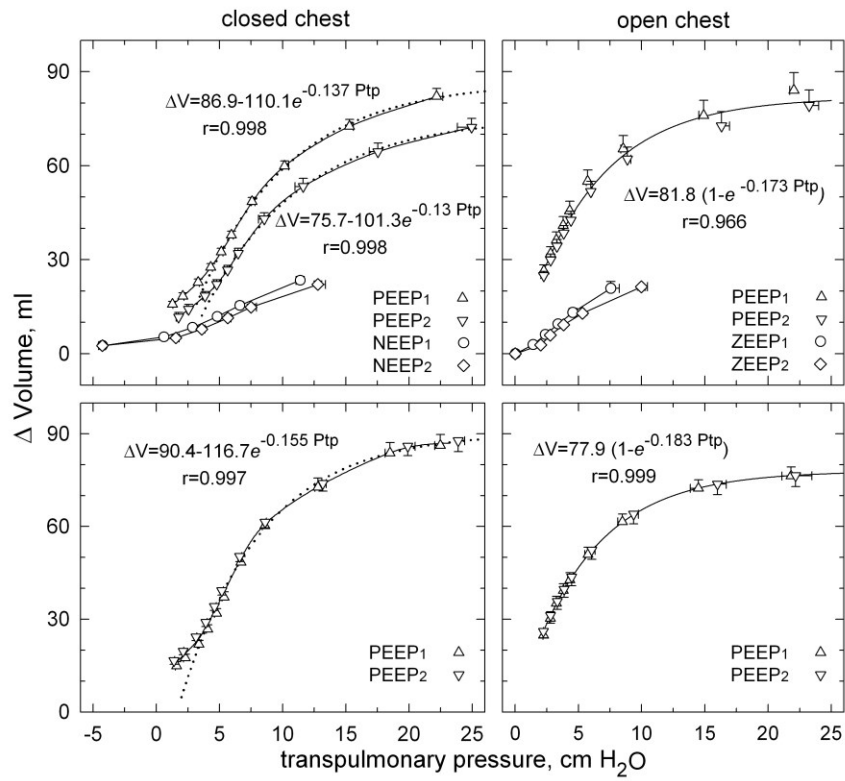 closed chest
open chest
90
60
30
0
ΔV=86.9-110.1e^-0.137 Ptp
r=0.998
ΔV=75.7-101.3e^-0.13 Ptp
r=0.998
PEEP1
PEEP2
NEEP1
NEEP2
ΔV=81.8 (1-e^-0.173 Ptp)
r=0.966
PEEP1
PEEP2
ZEEP1
ZEEP2
Δ Volume, ml
90
60
30
0
ΔV=90.4-116.7e^-0.155 Ptp
r=0.997
PEEP1
PEEP2
ΔV=77.9 (1-e^-0.183 Ptp)
r=0.999
PEEP1
PEEP2
-5 0 5 10 15 20 25 0 5 10 15 20 25
transpulmonary pressure, cm H2O